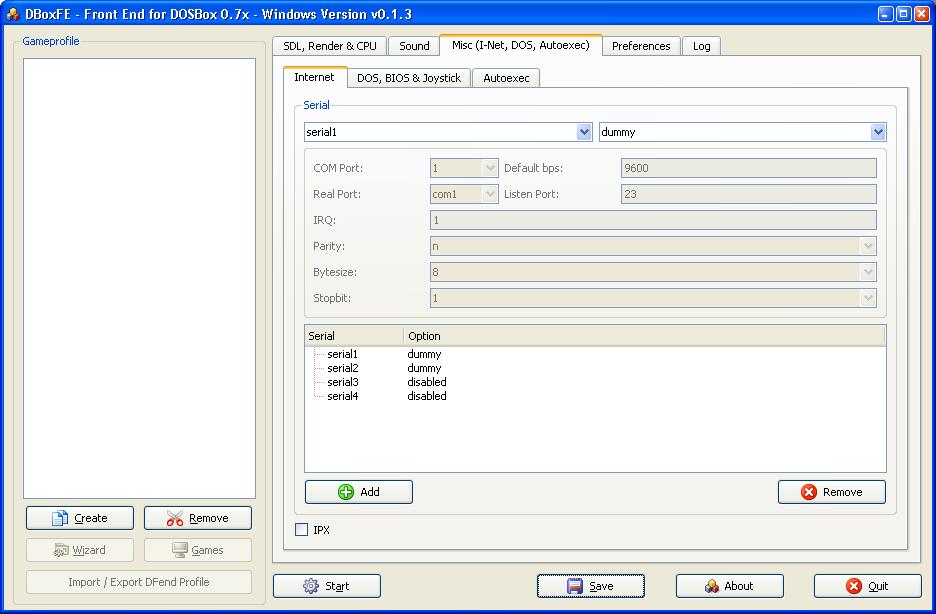 DBoxFE - Front End for DOSBox 0.7x - Windows Version v0.1.3
Gameprofile
SDL, Render & CPU Sound Misc (I-Net, DOS, Autoexec) Preferences Log
Internet DOS, BIOS & Joystick Autoexec
Serial
serial1 dummy
COM Port: 1 Default bps: 9600
Real Port: com1 Listen Port: 23
IRQ: 1
Parity: n
Bytesize: 8
Stopbit: 1
Serial Option
serial1 dummy
serial2 dummy
serial3 disabled
serial4 disabled
Add Remove
Create Remove
IPX
Wizard Games
Import / Export DFend Profile
Start Save About Quit